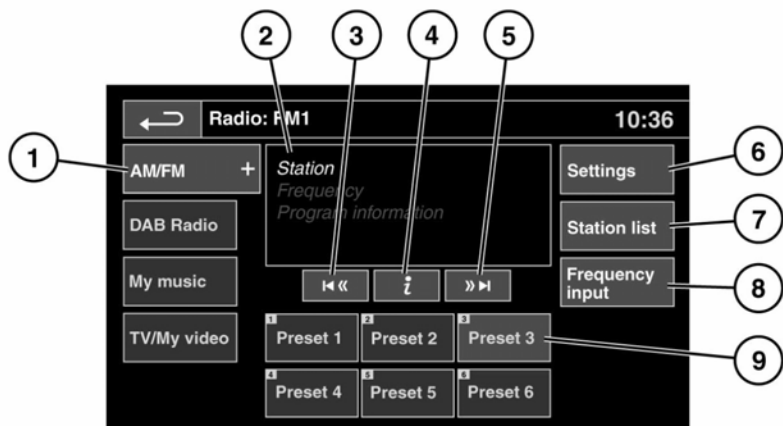 2 3 4 5
Radio: FM1 10:36
1
AM/FM +
Station
Frequency
Program information
Settings
6
DAB Radio
Station list
7
My music
i
Frequency
input
8
TV/My video
1 Preset 1
2 Preset 2
3 Preset 3
9
4 Preset 4
5 Preset 5
6 Preset 6